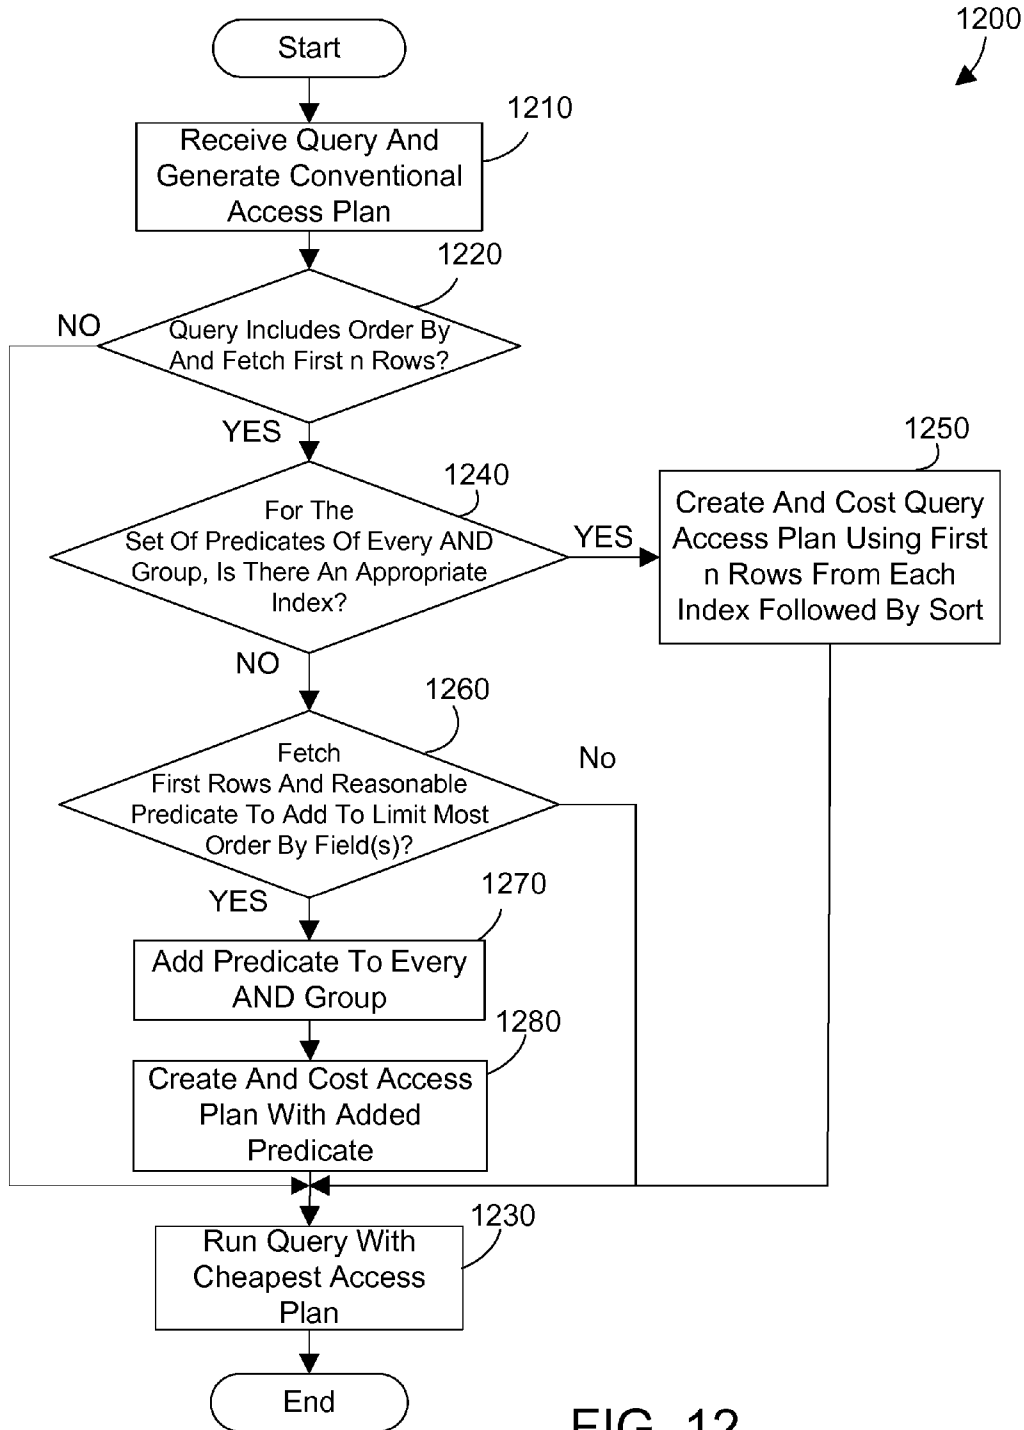 1200
Start
1210
Receive Query And
Generate Conventional
Access Plan
1220
NO
Query Includes Order By
And Fetch First n Rows?
YES
1240
For The
Set Of Predicates Of Every AND
Group, Is There An Appropriate
Index?
YES
1250
Create And Cost Query
Access Plan Using First
n Rows From Each
Index Followed By Sort
NO
1260
Fetch
First Rows And Reasonable
Predicate To Add To Limit Most
Order By Field(s)?
No
YES
1270
Add Predicate To Every
AND Group
1280
Create And Cost Access
Plan With Added
Predicate
1230
Run Query With
Cheapest Access
Plan
End
FIG. 12